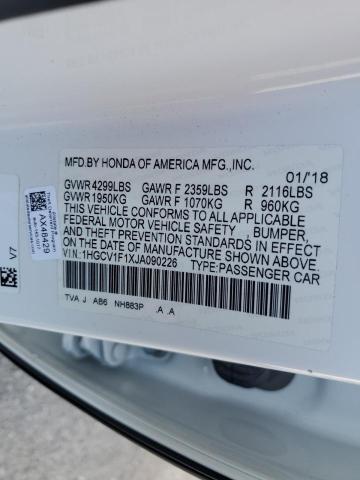 MFD.BY HONDA OF AMERICA MFG.,INC. 01/18
GVWR 4299LBS GAWR F 2359LBS R 2116LBS
GVWR 1950KG GAWR F 1070KG R 960KG
THIS VEHICLE CONFORMS TO ALL APPLICABLE
FEDERAL MOTOR VEHICLE SAFETY , BUMPER, AND
THEFT PREVENTION STANDARDS IN EFFECT ON THE
DATE OF MANUFACTURE SHOWN ABOVE.
V.I.N.:1HGCV1F1XJA090226 TYPE:PASSENGER CAR
TVA J AB6 NH883P .A .A
AX488429
V7